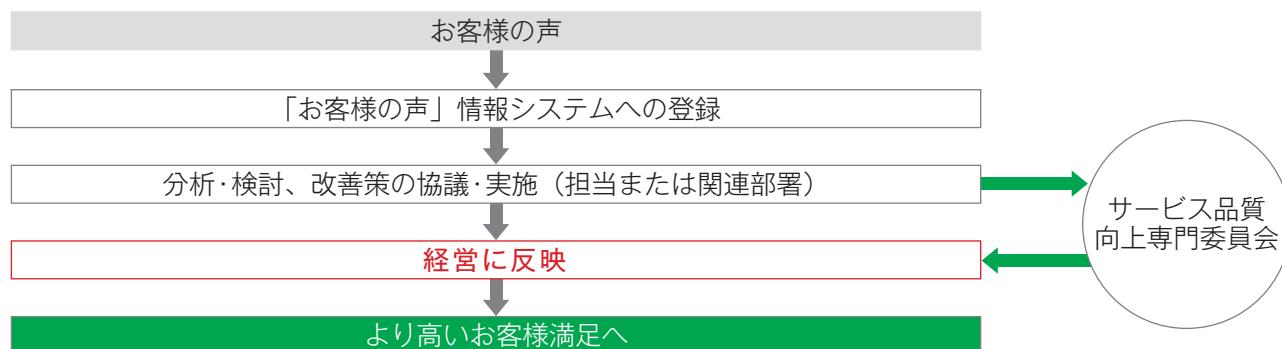 お客様の声
「お客様の声」情報システムへの登録
分析・検討、改善策の協議・実施（担当または関連部署）
サービス品質
向上専門委員会
経営に反映
より高いお客様満足へ